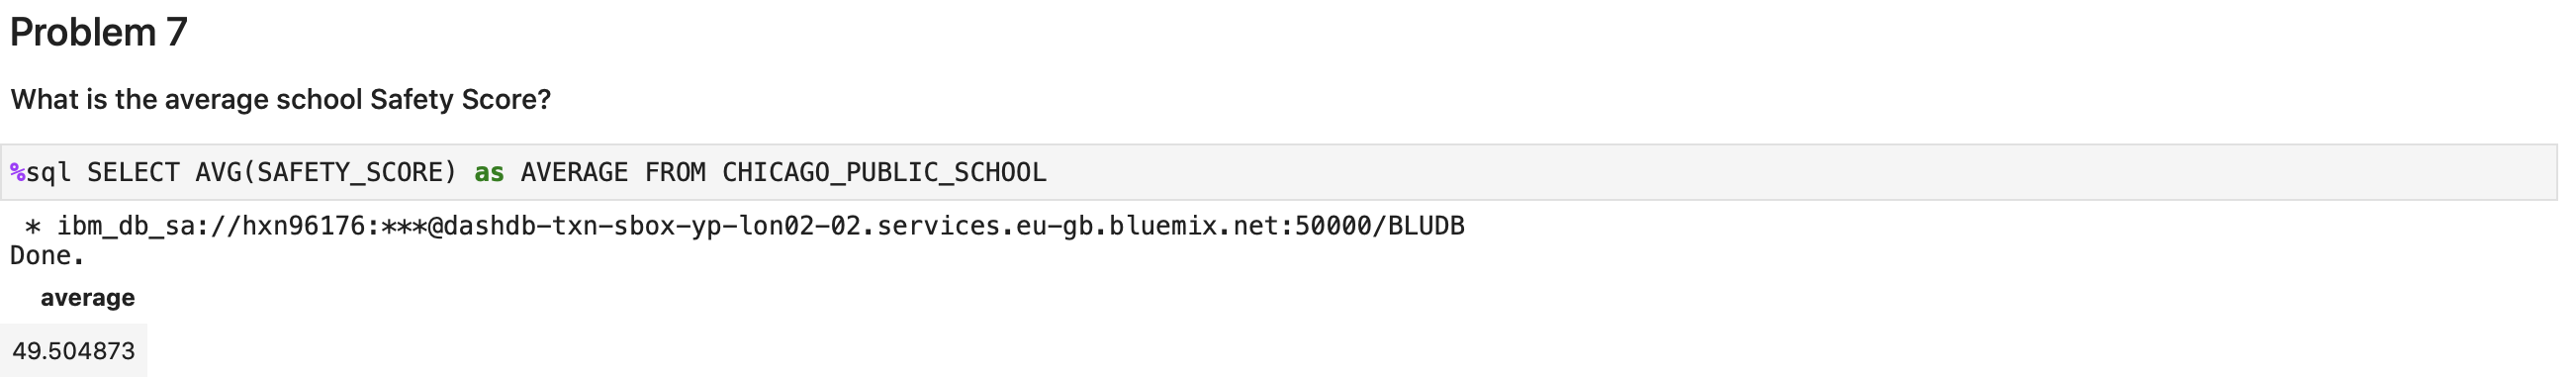 Problem 7
What is the average school Safety Score?
%sql SELECT AVG(SAFETY_SCORE) as AVERAGE FROM CHICAGO_PUBLIC_SCHOOL
* ibm_db_sa://hxn96176:***@dashdb-txn-sbox-yp-lon02-02.services.eu-gb.bluemix.net:50000/BLUDB
Done.
average
49.504873